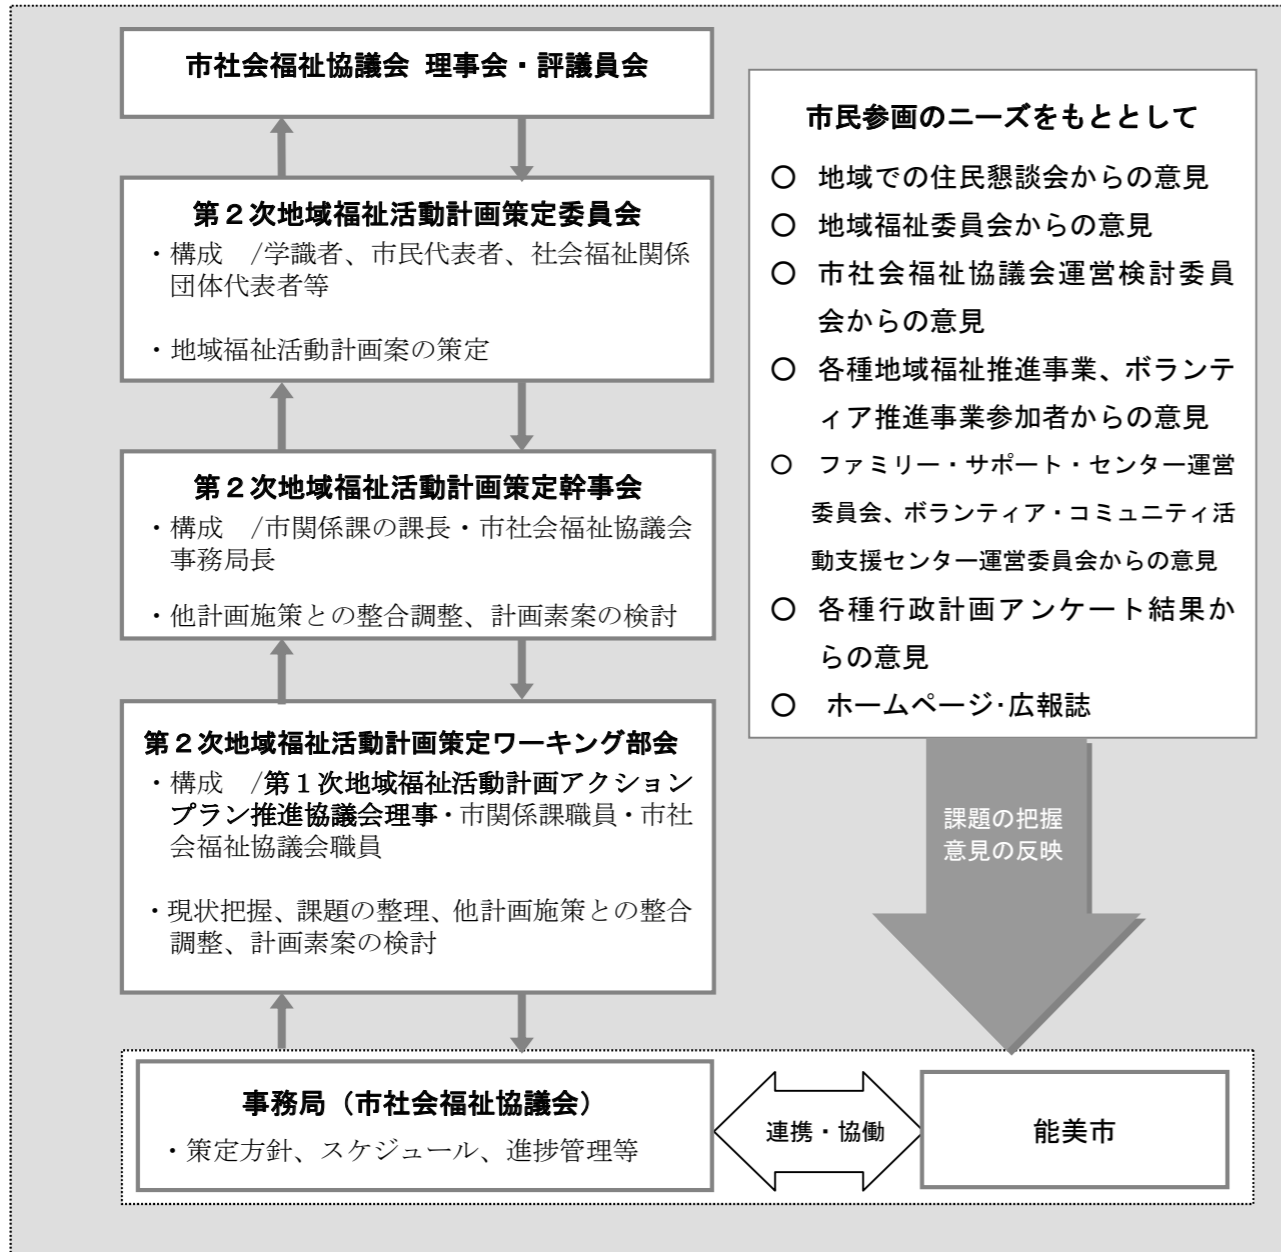 市社会福祉協議会 理事会・評議員会
第２次地域福祉活動計画策定委員会
・構成　/学識者、市民代表者、社会福祉関係
団体代表者等
・地域福祉活動計画案の策定
第２次地域福祉活動計画策定幹事会
・構成　/市関係課の課長・市社会福祉協議会
事務局長
・他計画施策との整合調整、計画素案の検討
第２次地域福祉活動計画策定ワーキング部会
・構成　/第１次地域福祉活動計画アクション
プラン推進協議会理事・市関係課職員・市社
会福祉協議会職員
・現状把握、課題の整理、他計画施策との整合
調整、計画素案の検討
事務局（市社会福祉協議会）
・策定方針、スケジュール、進捗管理等
市民参画のニーズをもととして
○　地域での住民懇談会からの意見
○　地域福祉委員会からの意見
○　市社会福祉協議会運営検討委員
会からの意見
○　各種地域福祉推進事業、ボランテ
ィア推進事業参加者からの意見
○　ファミリー・サポート・センター運営
委員会、ボランティア・コミュニティ活
動支援センター運営委員会からの意見
○　各種行政計画アンケート結果か
らの意見
○　ホームページ･広報誌
課題の把握
意見の反映
連携・協働
能美市